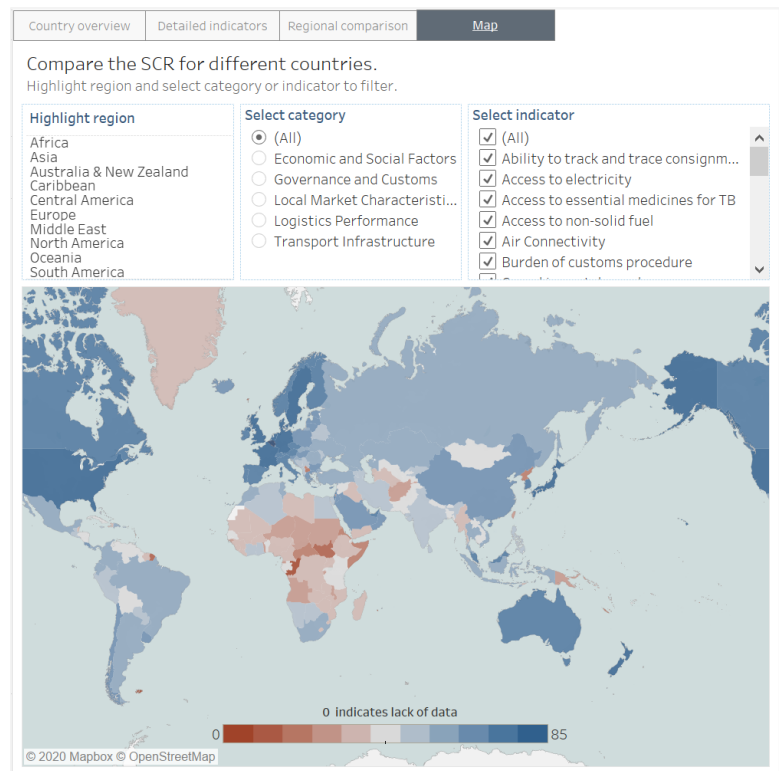 Country overview
Detailed indicators
Regional comparison
Map
Compare the SCR for different countries.
Highlight region and select category or indicator to filter.
Highlight region
Africa
Asia
Australia & New Zealand
Caribbean
Central America
Europe
Middle East
North America
Oceania
South America
Select category
(All)
Economic and Social Factors
Governance and Customs
Local Market Characteristi...
Logistics Performance
Transport Infrastructure
Select indicator
(All)
Ability to track and trace consignm...
Access to electricity
Access to essential medicines for TB
Access to non-solid fuel
Air Connectivity
Burden of customs procedure
0 indicates lack of data
0
85
© 2020 Mapbox © OpenStreetMap